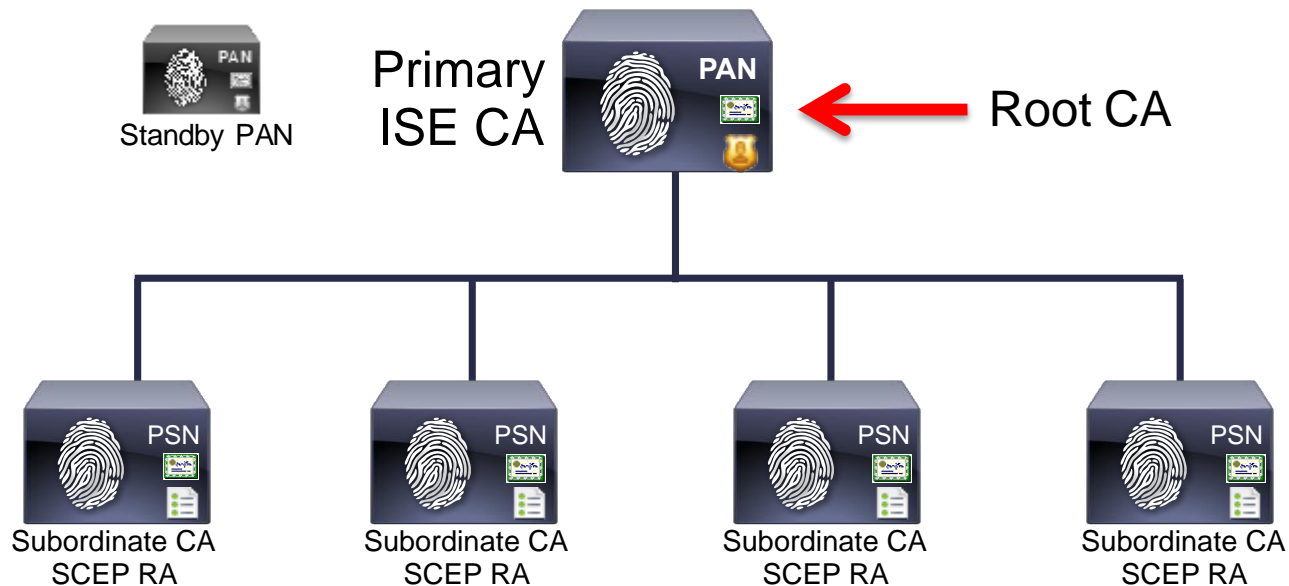 PAN
Standby PAN
Primary
ISE CA
PAN
Root CA
PSN
Subordinate CA
SCEP RA
PSN
Subordinate CA
SCEP RA
PSN
Subordinate CA
SCEP RA
PSN
Subordinate CA
SCEP RA